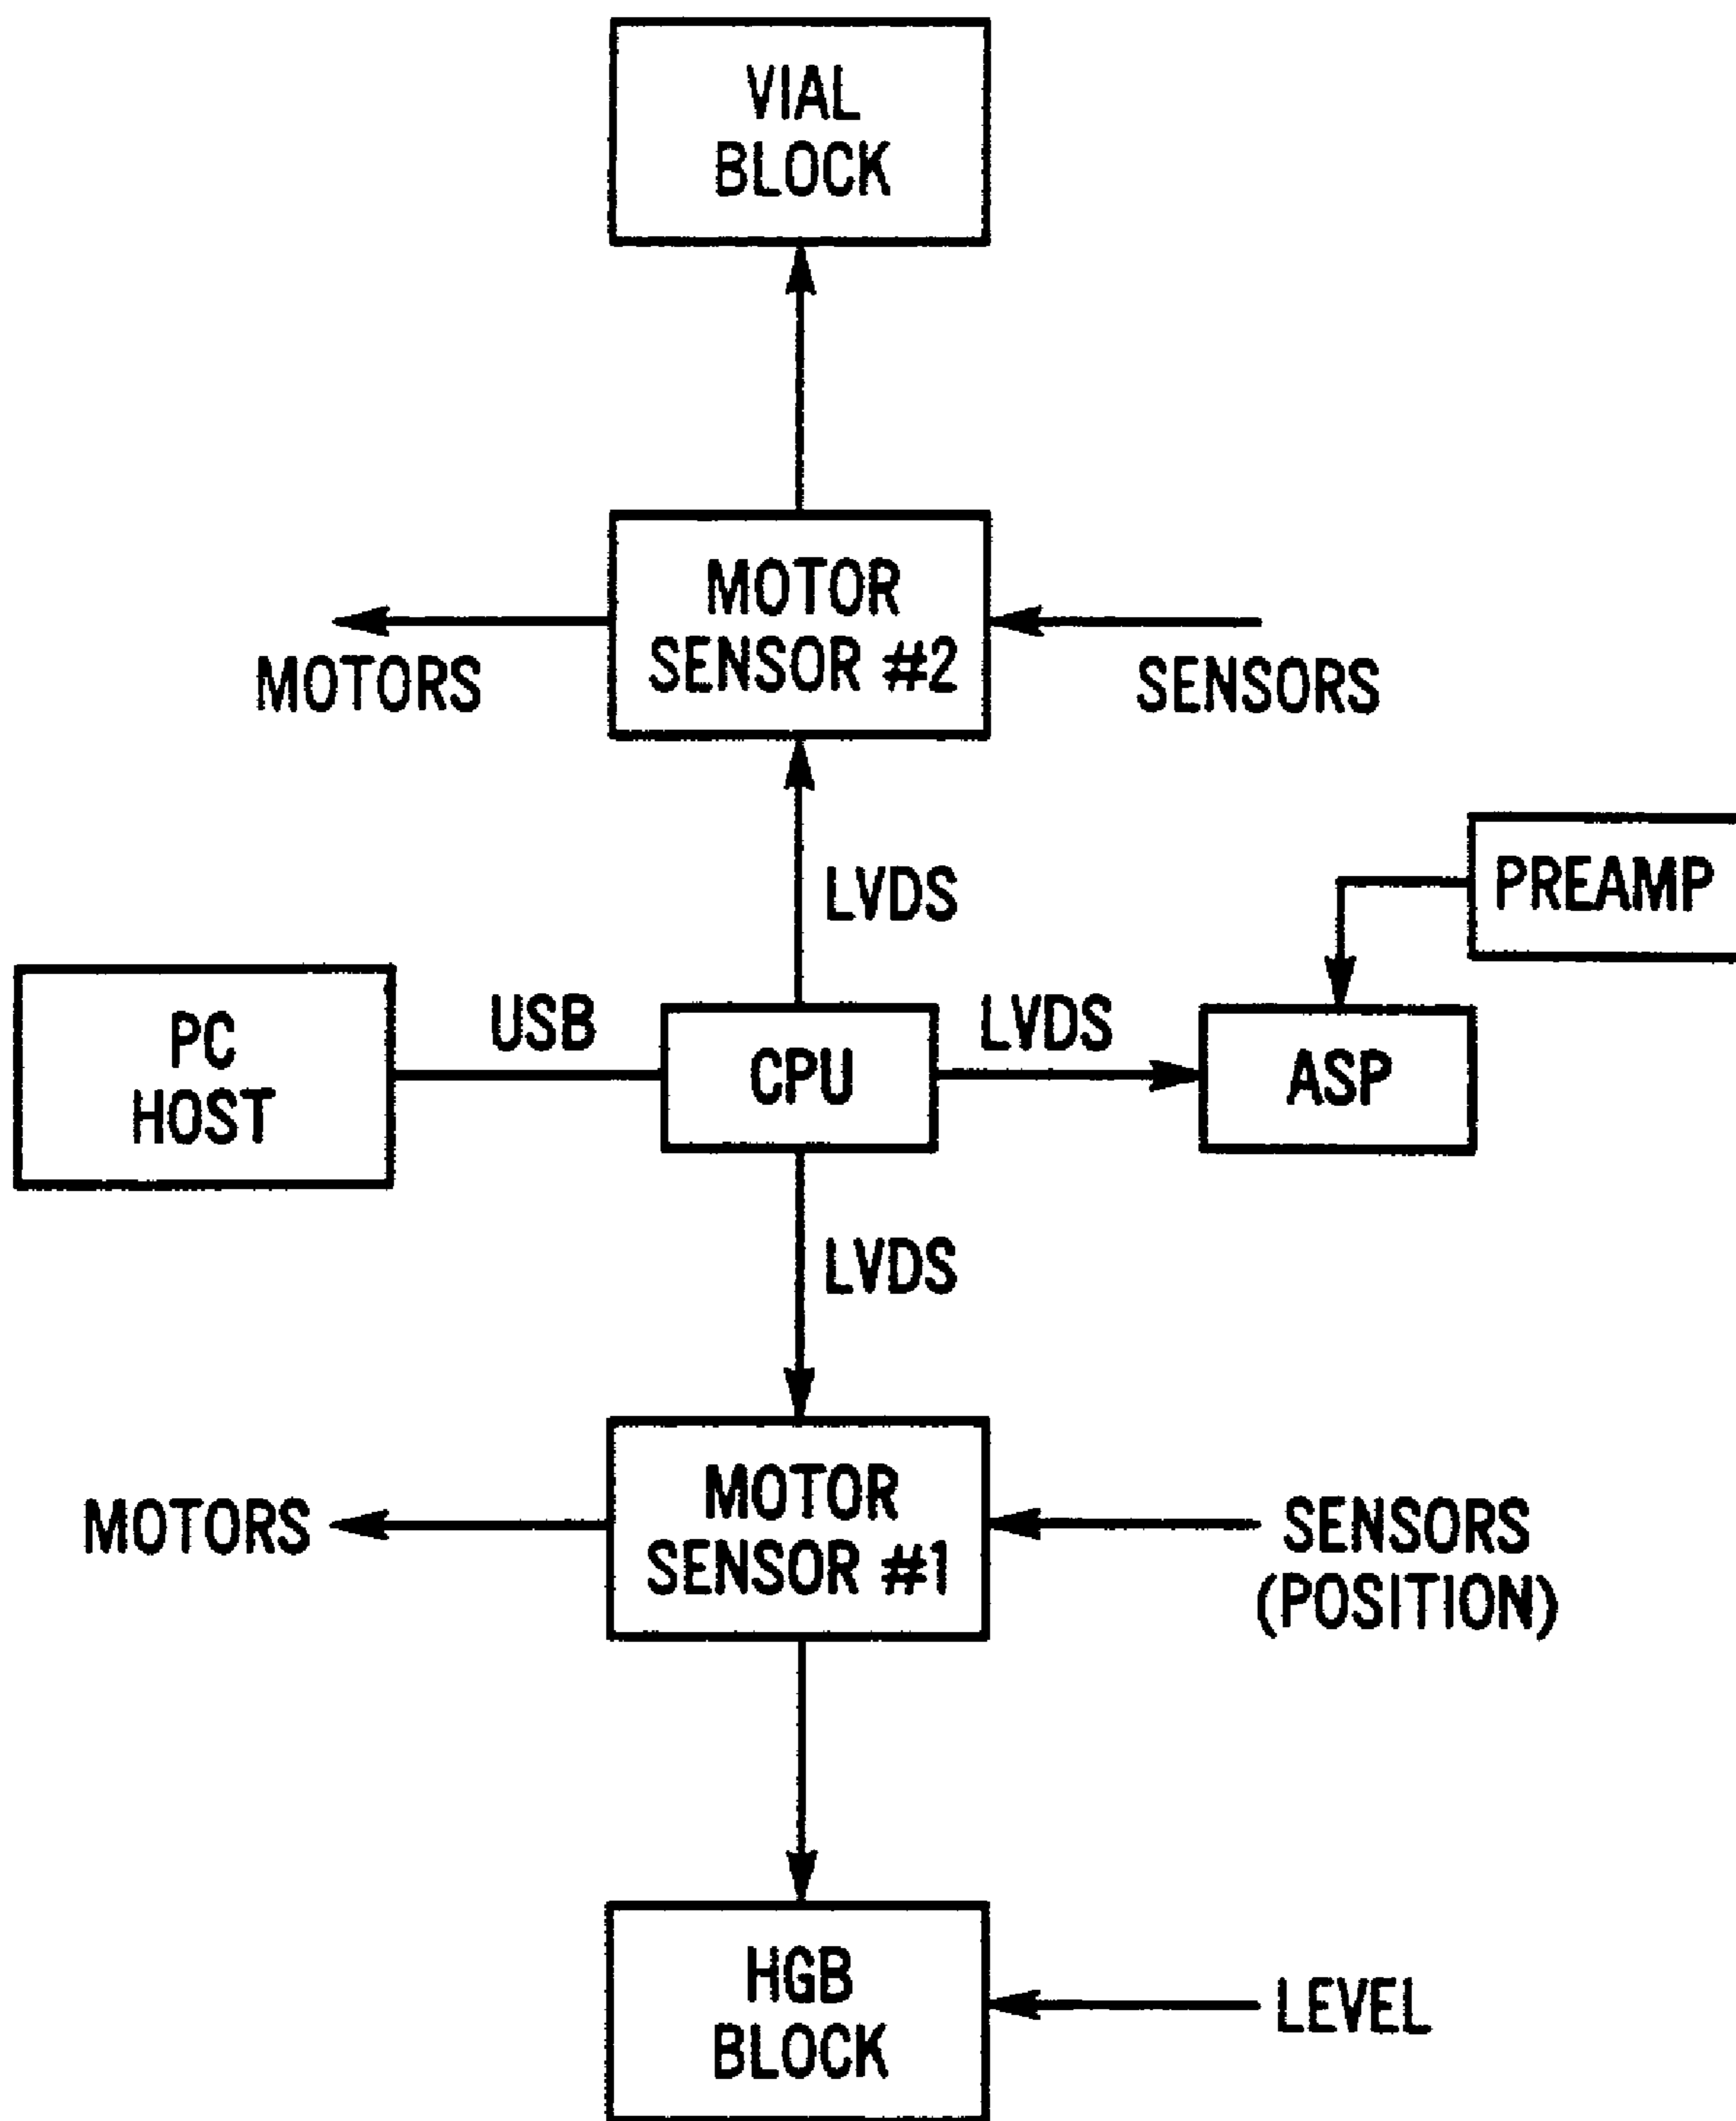 VIAL
BLOCK
MOTOR
SENSOR #2
MOTORS
SENSORS
LVDS
PREAMP
PC
HOST
USB
CPU
LVDS
ASP
LVDS
MOTORS
MOTOR
SENSOR #1
SENSORS
(POSITION)
HGB
BLOCK
LEVEL